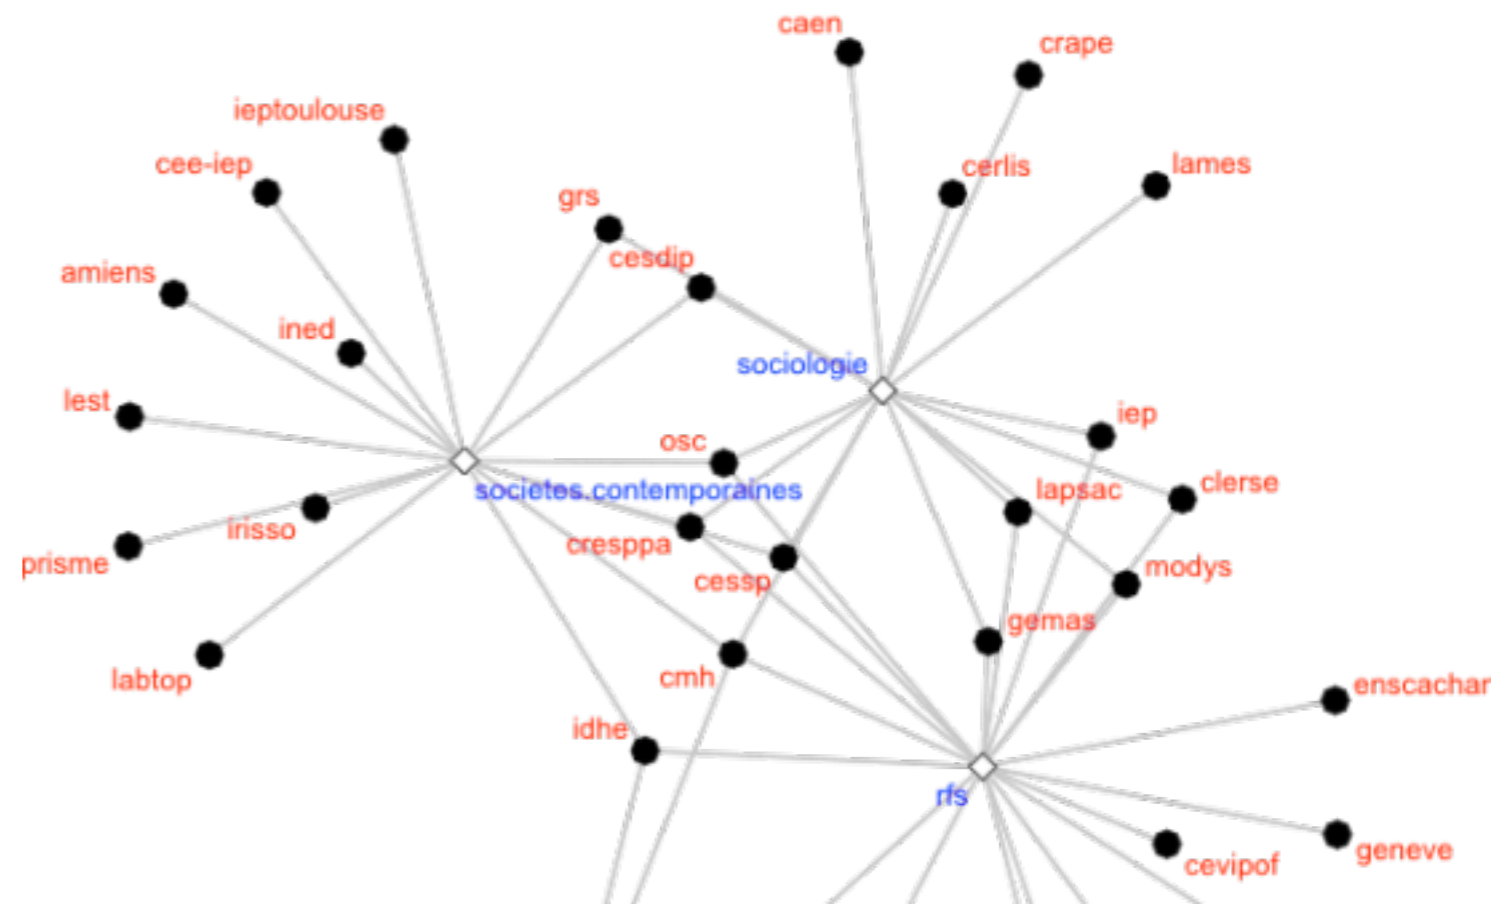 caen
crape
ieptoulouse
cee-iep
cerlis
lames
grs
cesdip
amiens
ined
sociologie
lest
iep
osc
societes.contemporaines
lapsac
clerse
irisso
cresppa
prisme
cessp
modys
gemas
labtop
cmh
enscachan
idhe
rfs
geneve
cevipof